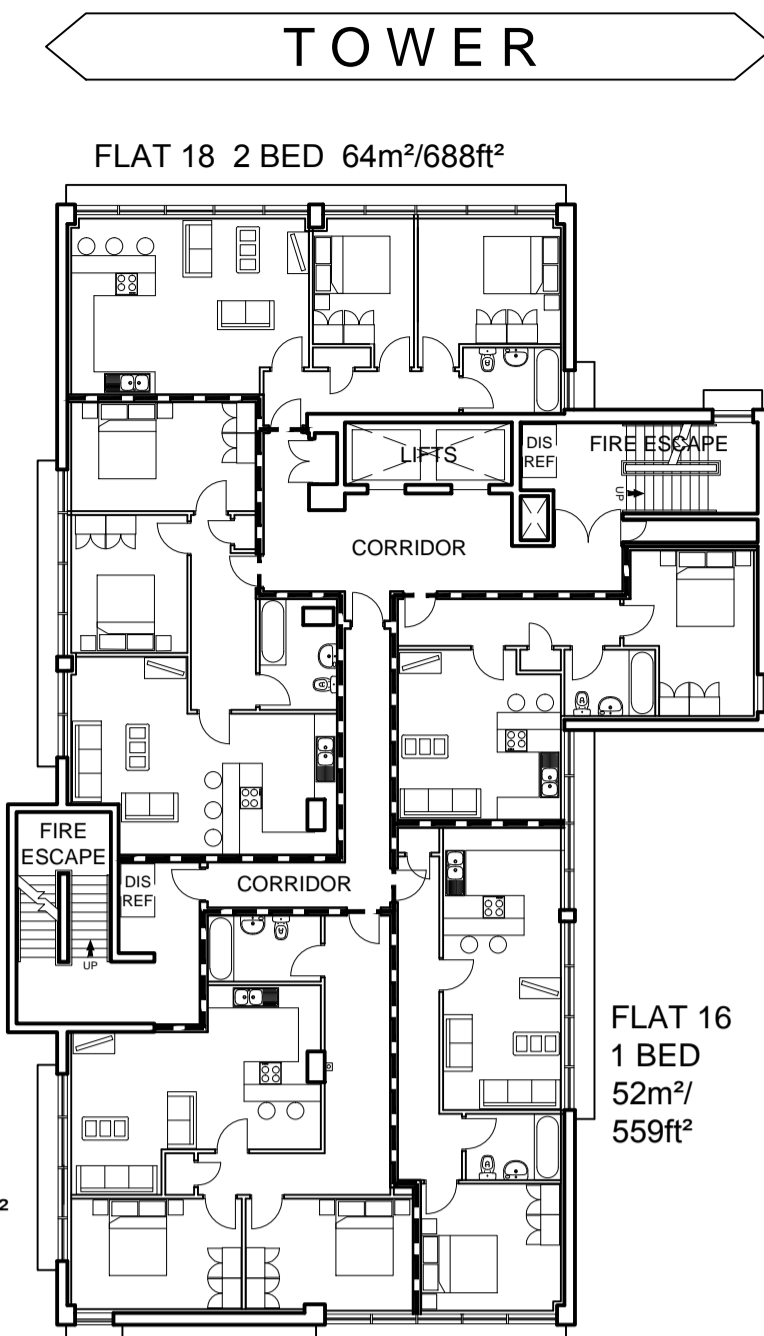 TOWER
FLAT 18 2 BED 64m²/688ft²
LIFTS
DIS
REF
FIRE ESCAPE
UP
CORRIDOR
FIRE
ESCAPE
DIS
REF
CORRIDOR
UP
FLAT 16
1 BED
52m²/
559ft²
²